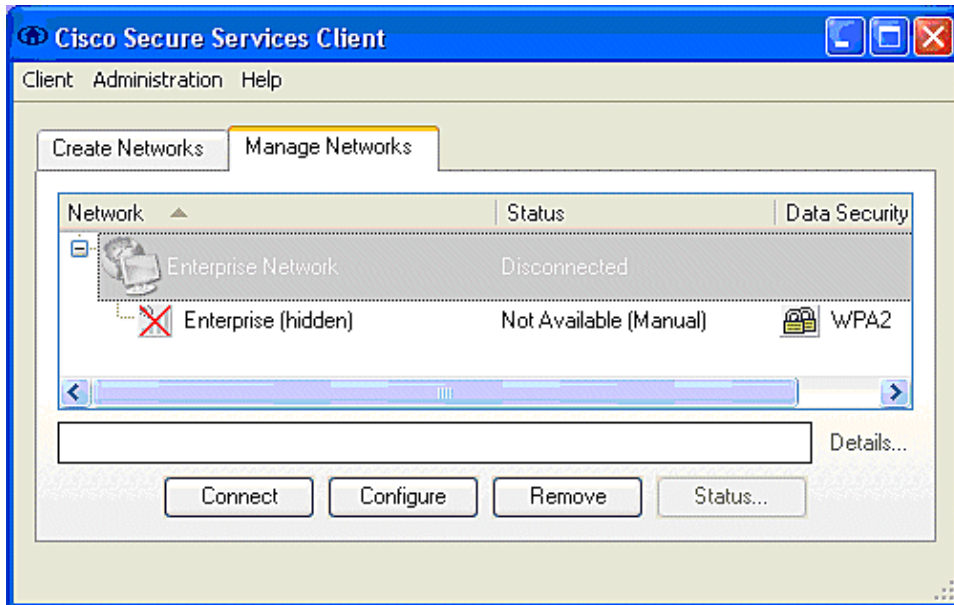 Cisco Secure Services Client
Client Administration Help
Create Networks Manage Networks
Network Status Data Security
Enterprise Network Disconnected
Enterprise (hidden) Not Available (Manual) WPA2
Details...
Connect Configure Remove Status...